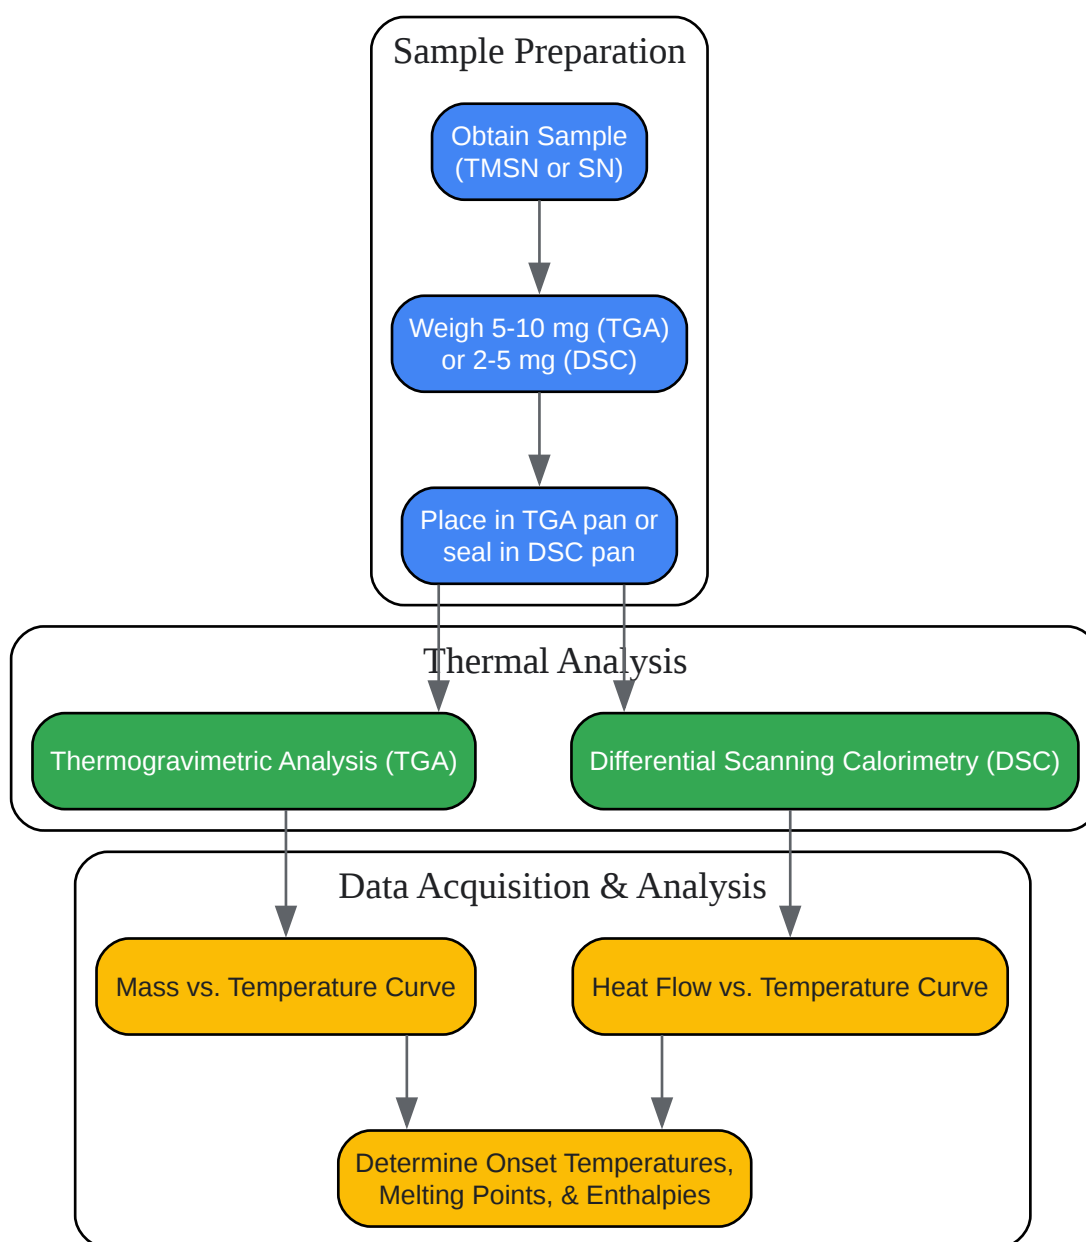 Sample Preparation
Obtain Sample
(TMSN or SN)
Weigh 5-10 mg (TGA)
or 2-5 mg (DSC)
Place in TGA pan or
seal in DSC pan
Thermal Analysis
Thermogravimetric Analysis (TGA)
Differential Scanning Calorimetry (DSC)
Data Acquisition & Analysis
Mass vs. Temperature Curve
Heat Flow vs. Temperature Curve
Determine Onset Temperatures,
Melting Points, & Enthalpies